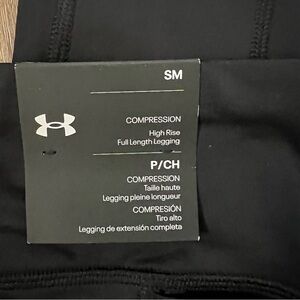 SM
COMPRESSION
High Rise
Full Length Legging
P/CH
COMPRESSION
Taille haute
Legging pleine longueur
COMPRESIÓN
Tiro alto
Legging de extensión completa